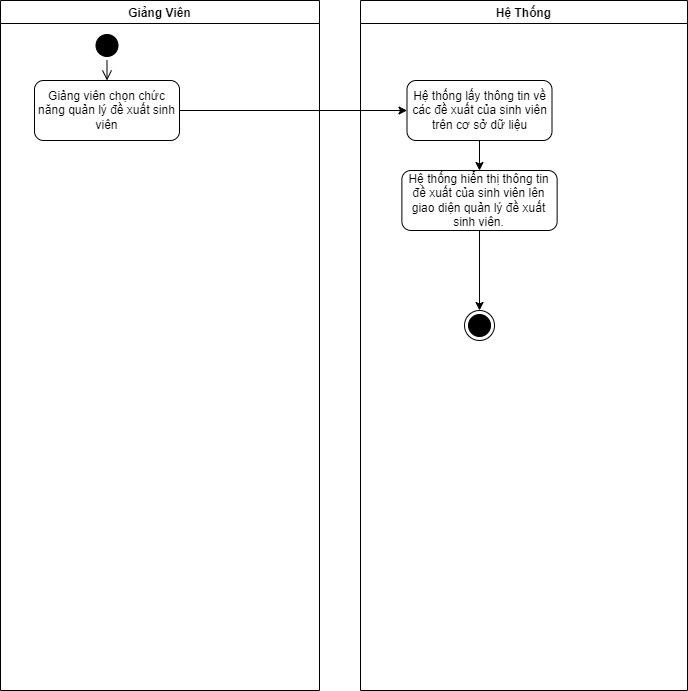 Giảng Viên
Hệ Thống
Giảng viên chọn chức
năng quản lý đề xuất sinh
viên
Hệ thống lấy thông tin về
các đề xuất của sinh viên
trên cơ sở dữ liệu
Hệ thống hiển thị thông tin
đề xuất của sinh viên lên
giao diện quản lý đề xuất
sinh viên.